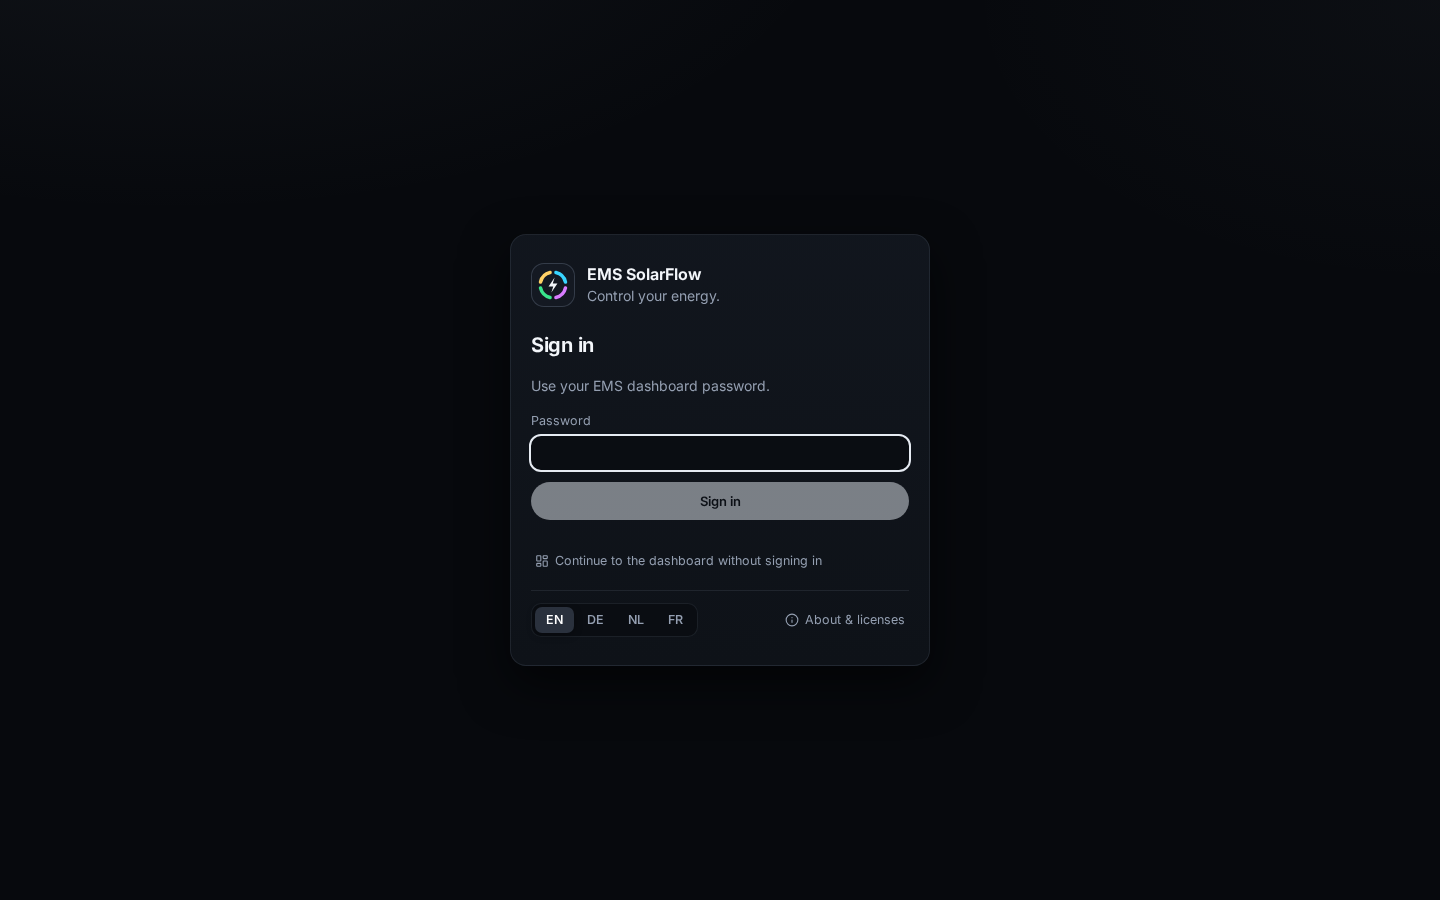 EMS SolarFlow
Control your energy.
Sign in
Use your EMS dashboard password.
Password
Sign in
Continue to the dashboard without signing in
EN DE NL FR About & licenses